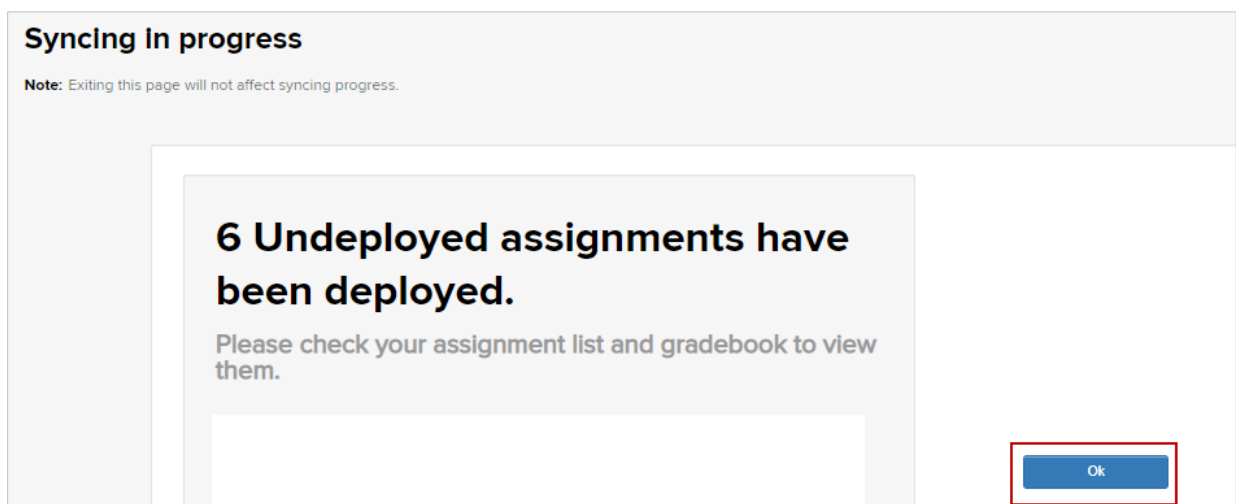 Syncing in progress
Note: Exiting this page will not affect syncing progress.
6 Undeployed assignments have
been deployed.
Please check your assignment list and gradebook to view
them.
Ok